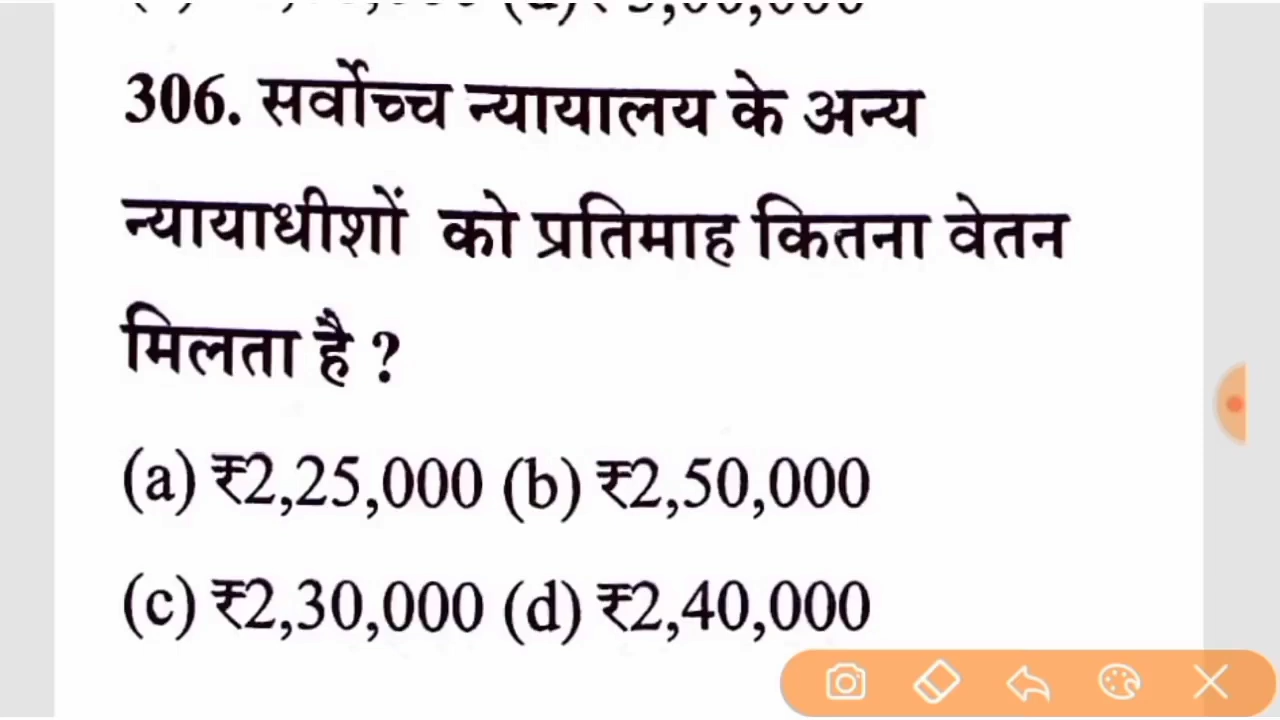 306. सर्वोच्च न्यायालय के अन्य
न्यायाधीशों को प्रतिमाह कितना वेतन
मिलता है ?
(a) ₹2,25,000 (b) ₹2,50,000
(c) ₹2,30,000 (d) ₹2,40,000